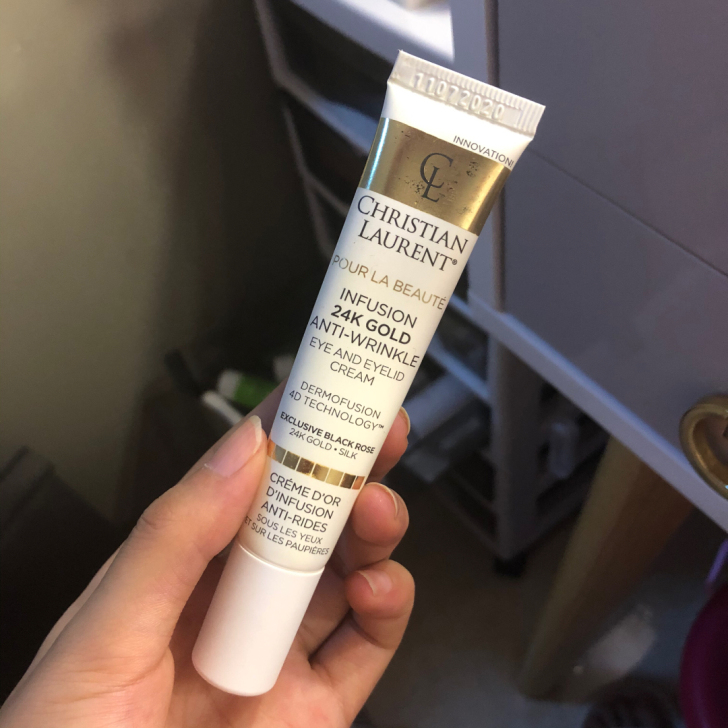 11072020
INNOVATION
CL
CHRISTIAN
LAURENT®
POUR LA BEAUTÉ
INFUSION
24K GOLD
ANTI-WRINKLE
EYE AND EYELID
CREAM
DERMOFUSION
4D TECHNOLOGY™
EXCLUSIVE BLACK ROSE
24K GOLD • SILK
CRÉME D'OR
D'INFUSION
ANTI-RIDES
SOUS LES YEUX
ET SUR LES PAUPIÈRES